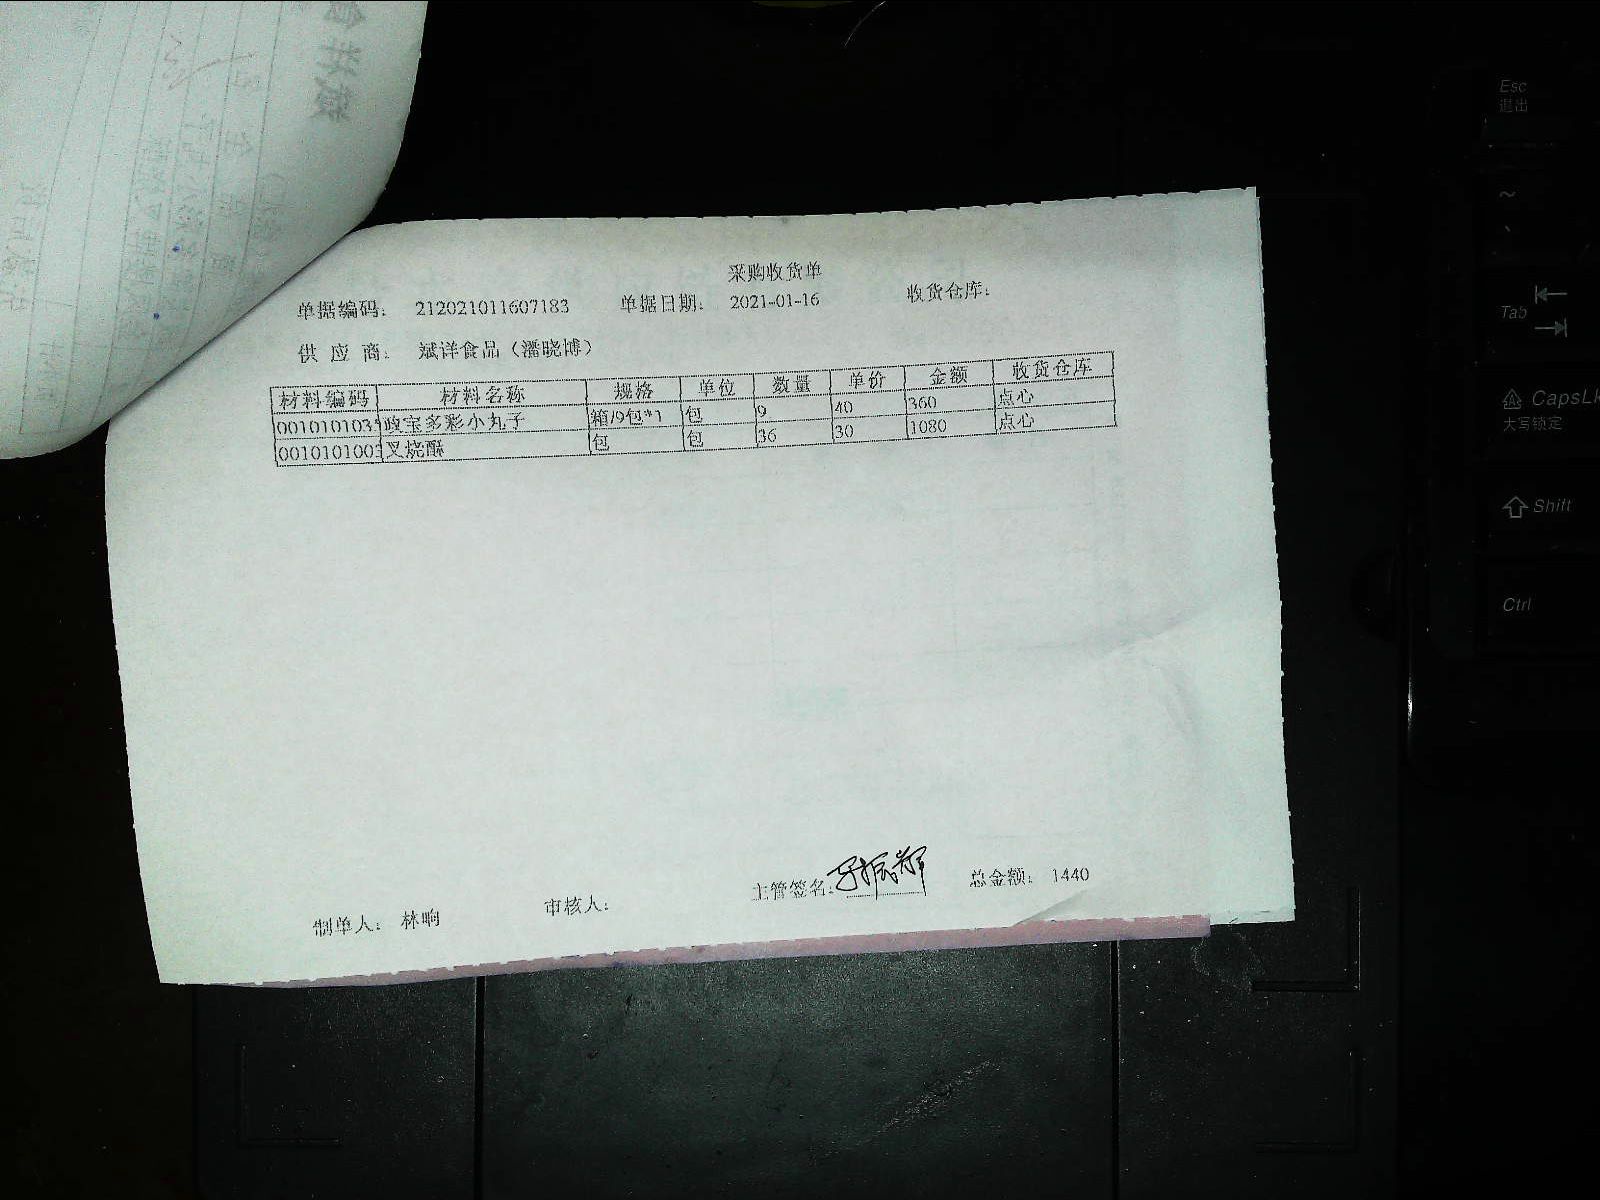 采购收货单
单据编码： 212021011607183 单据日期： 2021-01-16 收货仓库：
供 应 商： 斌洋食品（潘晓博）
材料编码 材料名称 规格 单位 数量 单价 金额 收货仓库
0010101035 政宝多彩小丸子 箱/9包*1 包 9 40 360 点心
0010101003 叉烧酥 包 包 36 30 1080 点心
制单人： 林响 审核人： 主管签名： 总金额： 1440
Esc
退出
~
Tab
CapsLk
大写锁定
Shift
Ctrl